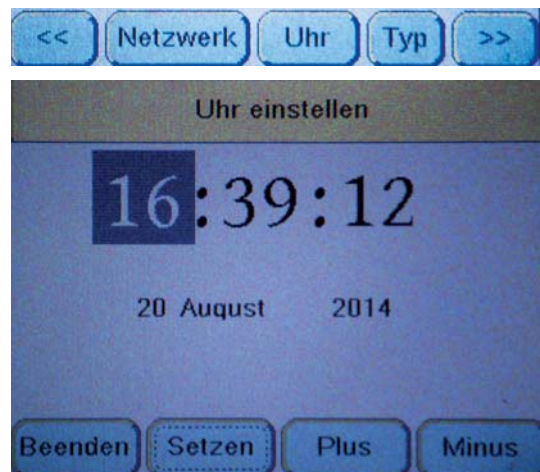 << Netzwerk Uhr Typ >>
Uhr einstellen
16:39:12
20 August 2014
Beenden Setzen Plus Minus